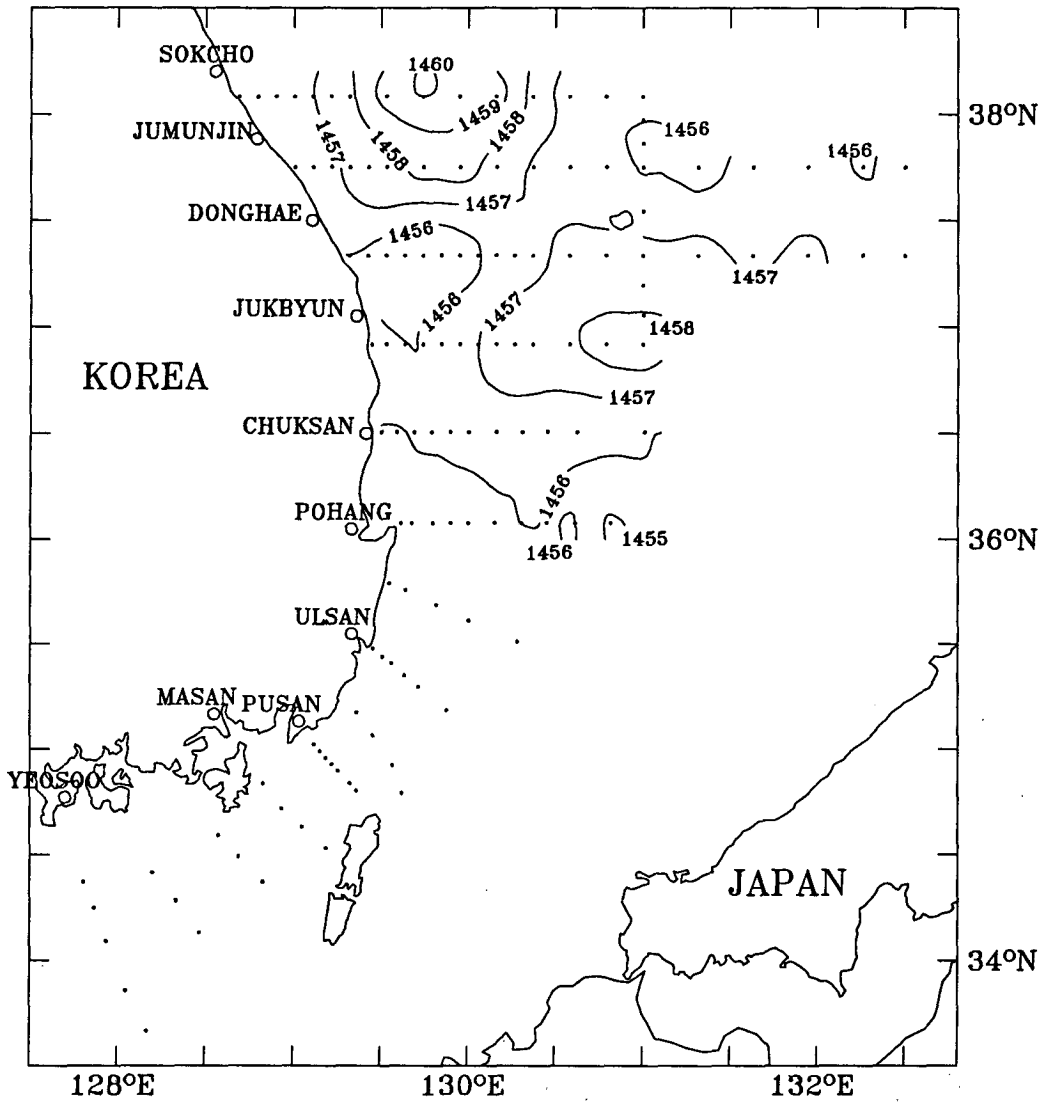 SOKCHO
1460
1459
1458
38°N
JUMUNJIN
1457
1458
1456
1456
1457
DONGHAE
1456
1457
JUKBYUN
1456
1457
1458
KOREA
1457
CHUKSAN
1456
POHANG
1456
1455
36°N
ULSAN
MASAN
PUSAN
YEOSOO
JAPAN
34°N
128°E
130°E
132°E